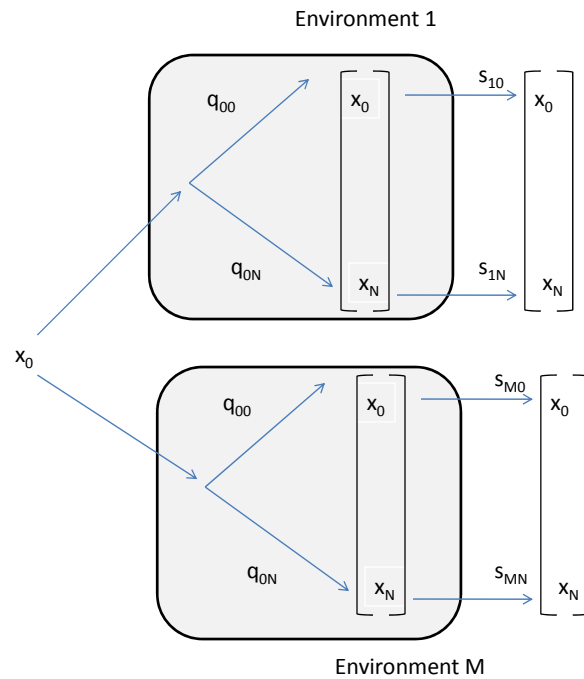 Environment 1
q₀₀
x₀
s₁₀
x₀
q₀N
xN
s₁N
xN
x₀
q₀₀
x₀
sM₀
x₀
q₀N
xN
sMN
xN
Environment M